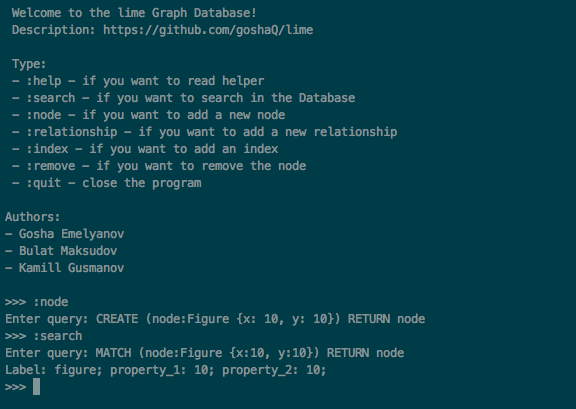 Welcome to the lime Graph Database!
Description: https://github.com/goshaQ/lime
Type:
- :help - if you want to read helper
- :search - if you want to search in the Database
- :node - if you want to add a new node
- :relationship - if you want to add a new relationship
- :index - if you want to add an index
- :remove - if you want to remove the node
- :quit - close the program
Authors:
- Gosha Emelyanov
- Bulat Maksudov
- Kamill Gusmanov
>>> :node
Enter query: CREATE (node:Figure {x: 10, y: 10}) RETURN node
>>> :search
Enter query: MATCH (node:Figure {x:10, y:10}) RETURN node
Label: figure; property_1: 10; property_2: 10;
>>>